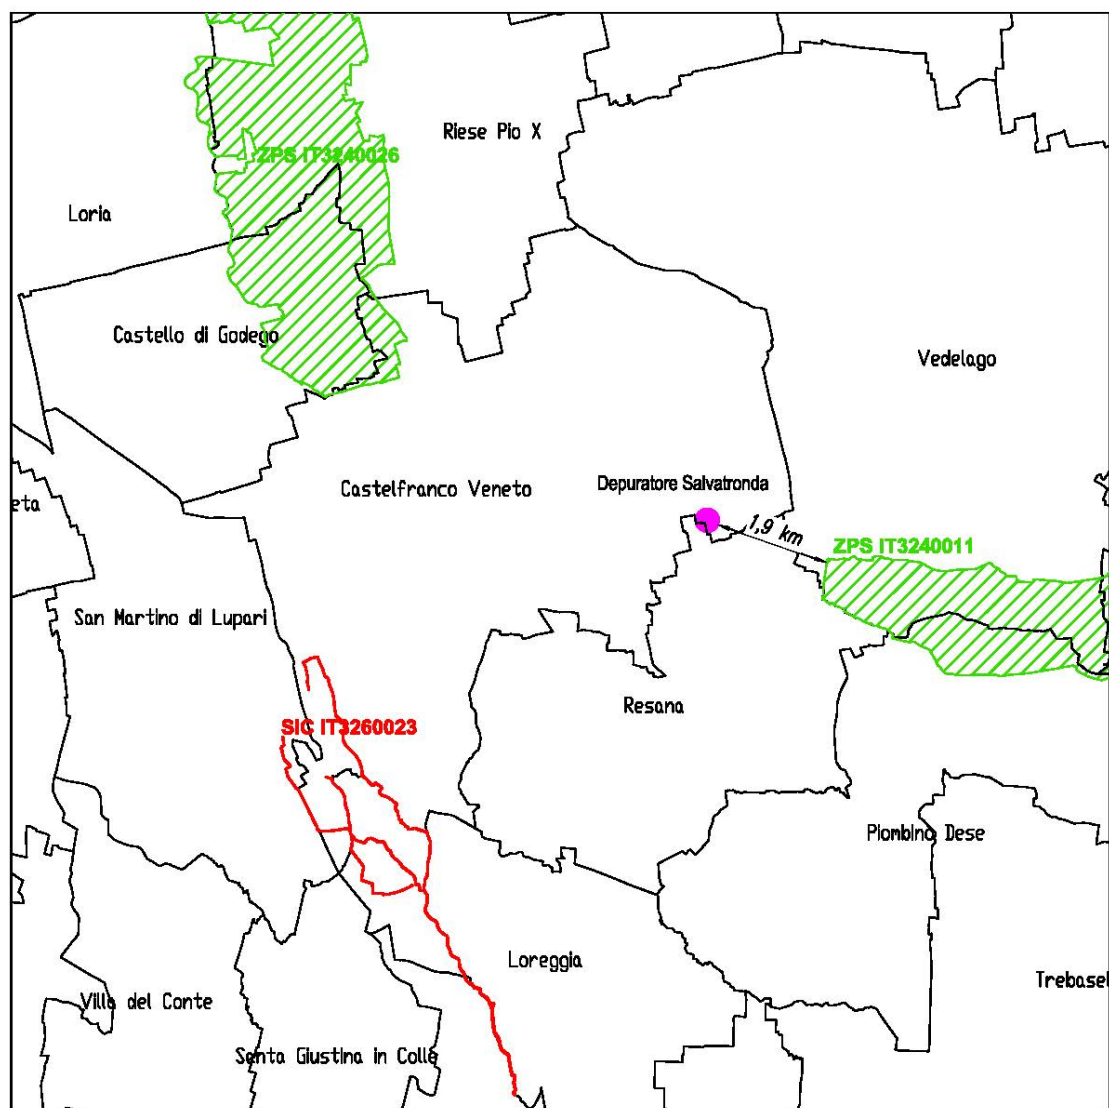 Riese Pio X
ZPS IT3240026
Loria
Castello di Godego
Vedelago
Depuratore Salvatronda
Castelfranco Veneto
eta
1,9 km
ZPS IT3240011
San Martino di Lupari
Resana
SIC IT3260023
Piombino Dese
Loreggia
Trebasel
Villa del Conte
Santa Giustina in Colle